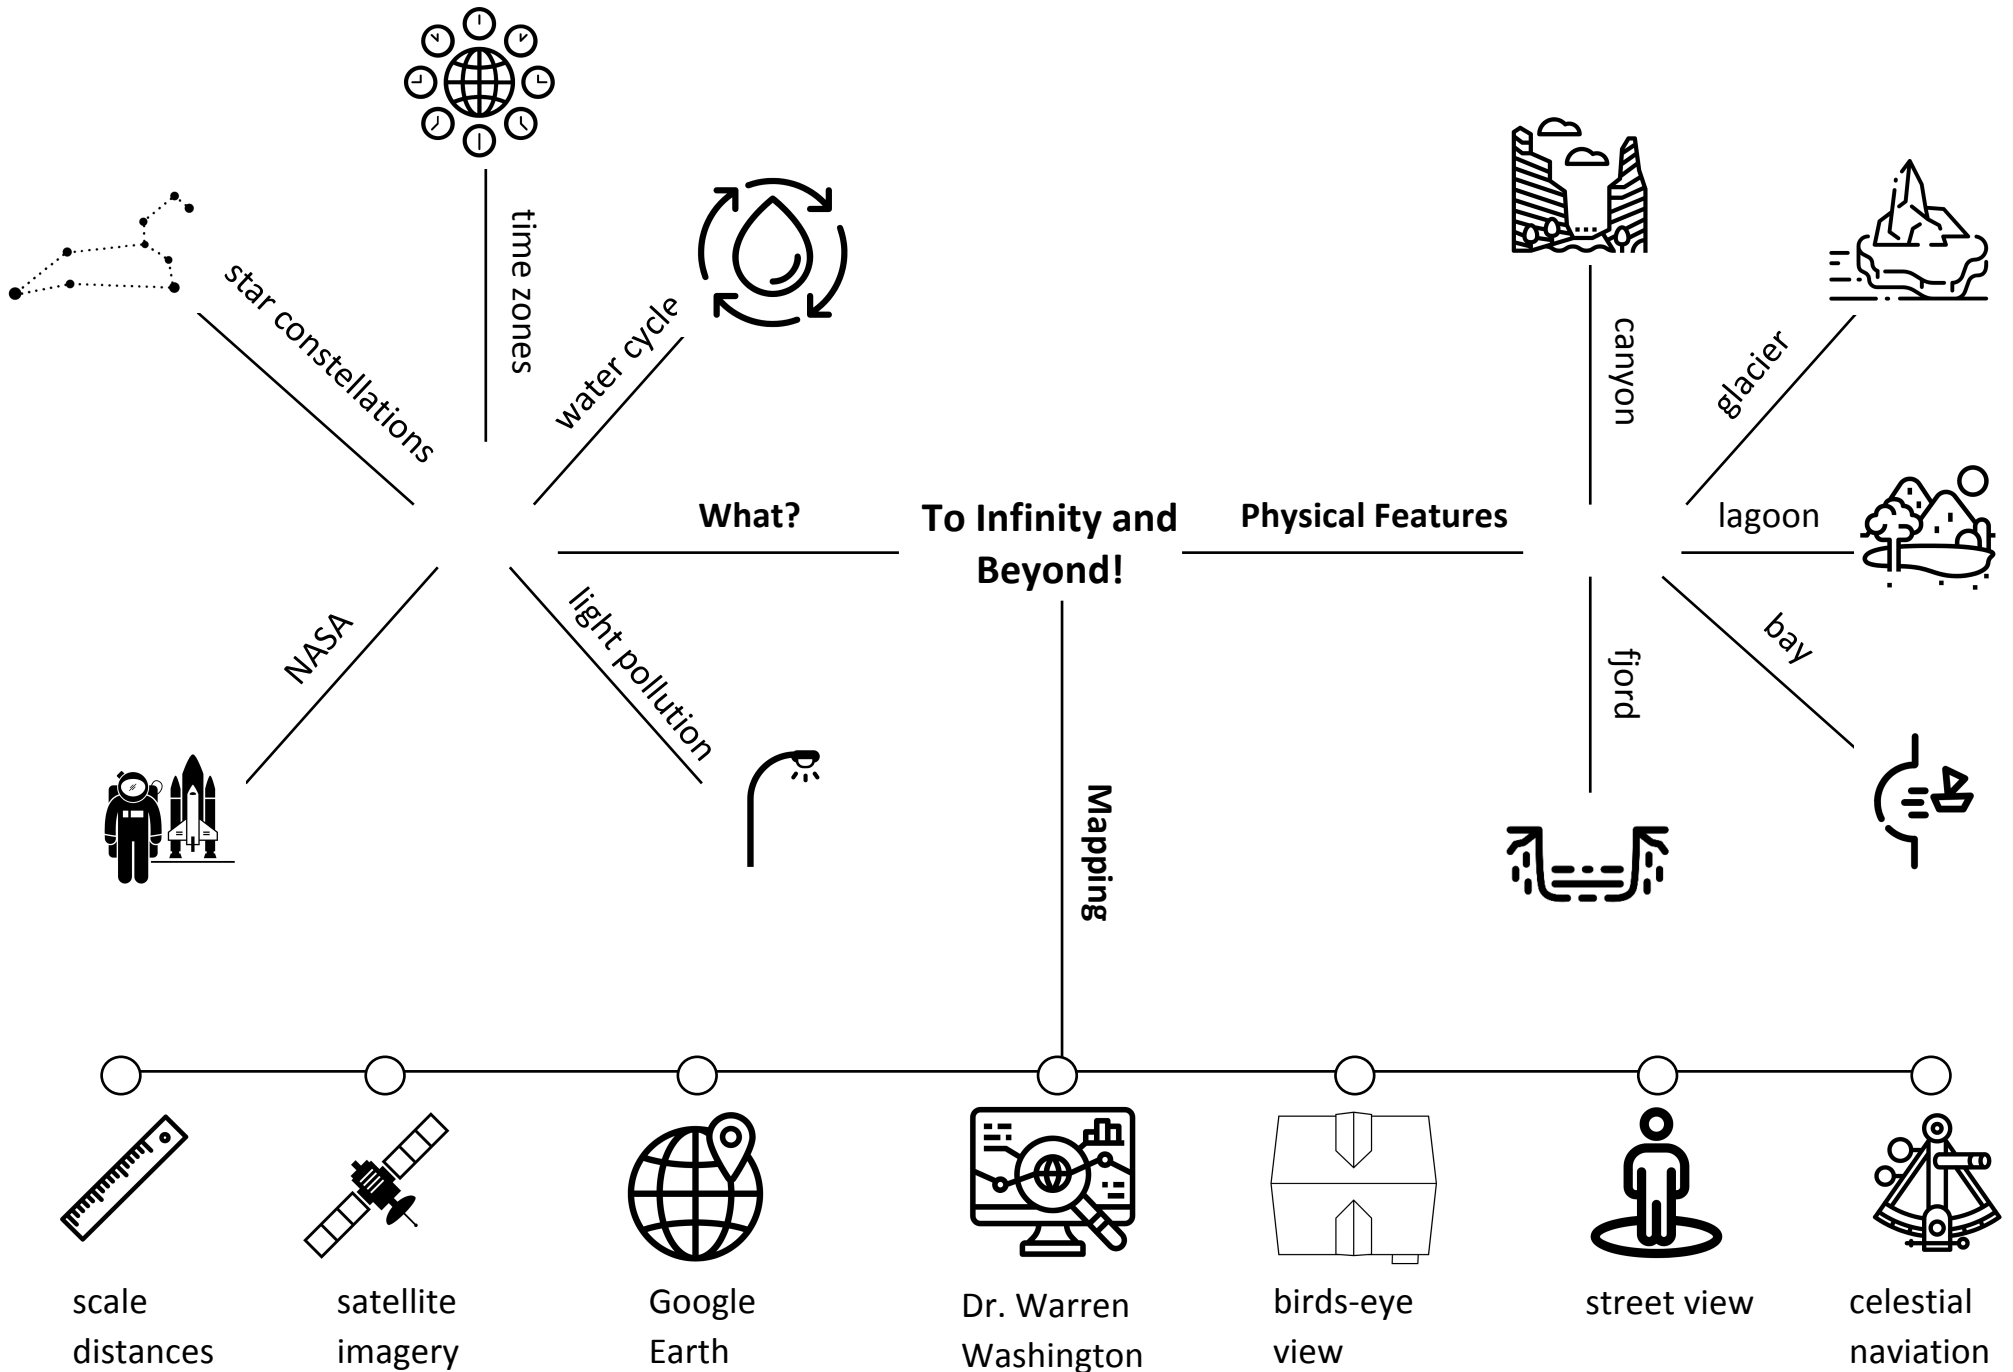 time zones
star constellations
water cycle
canyon
glacier
What?
To Infinity and
Beyond!
Physical Features
lagoon
NASA
light pollution
fjord
bay
Mapping
scale
distances
satellite
imagery
Google
Earth
Dr. Warren
Washington
birds-eye
view
street view
celestial
naviation